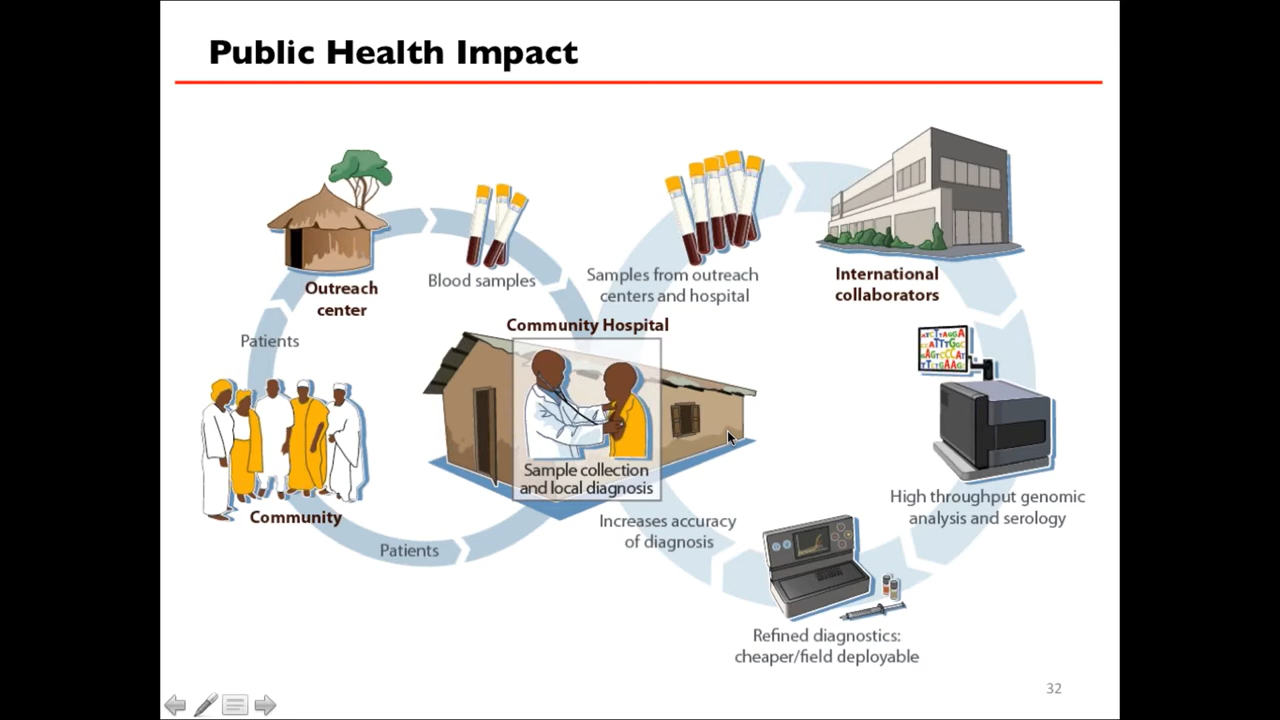 Public Health Impact
Outreach
center
Blood samples
Samples from outreach
centers and hospital
International
collaborators
Patients
Community Hospital
Sample collection
and local diagnosis
Community
Patients
Increases accuracy
of diagnosis
High throughput genomic
analysis and serology
Refined diagnostics:
cheaper/field deployable
32